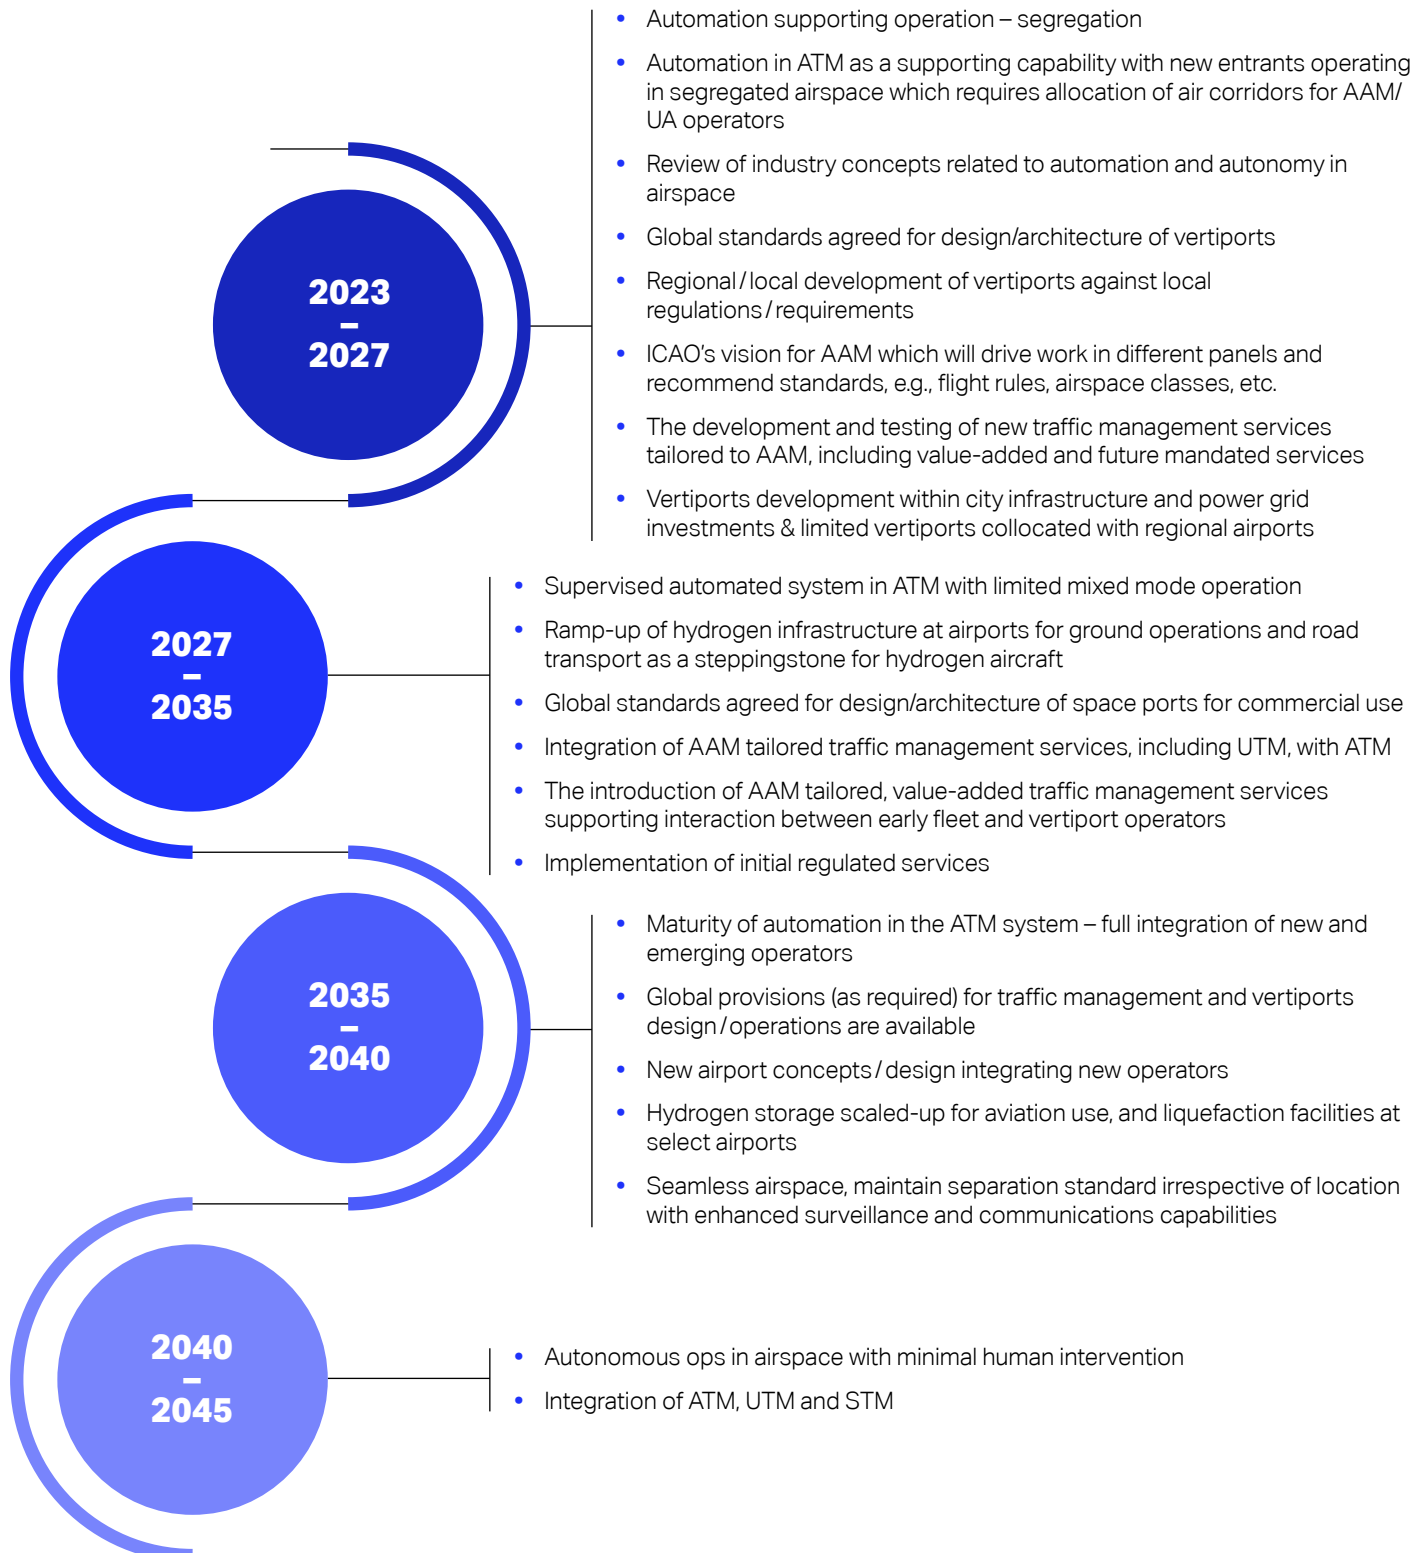 2023
–
2027
• Automation supporting operation – segregation
• Automation in ATM as a supporting capability with new entrants operating
in segregated airspace which requires allocation of air corridors for AAM/
UA operators
• Review of industry concepts related to automation and autonomy in
airspace
• Global standards agreed for design/architecture of vertiports
• Regional/local development of vertiports against local
regulations/requirements
• ICAO's vision for AAM which will drive work in different panels and
recommend standards, e.g., flight rules, airspace classes, etc.
• The development and testing of new traffic management services
tailored to AAM, including value-added and future mandated services
• Vertiports development within city infrastructure and power grid
investments & limited vertiports collocated with regional airports
2027
–
2035
• Supervised automated system in ATM with limited mixed mode operation
• Ramp-up of hydrogen infrastructure at airports for ground operations and road
transport as a steppingstone for hydrogen aircraft
• Global standards agreed for design/architecture of space ports for commercial use
• Integration of AAM tailored traffic management services, including UTM, with ATM
• The introduction of AAM tailored, value-added traffic management services
supporting interaction between early fleet and vertiport operators
• Implementation of initial regulated services
2035
–
2040
• Maturity of automation in the ATM system – full integration of new and
emerging operators
• Global provisions (as required) for traffic management and vertiports
design/operations are available
• New airport concepts/design integrating new operators
• Hydrogen storage scaled-up for aviation use, and liquefaction facilities at
select airports
• Seamless airspace, maintain separation standard irrespective of location
with enhanced surveillance and communications capabilities
2040
–
2045
• Autonomous ops in airspace with minimal human intervention
• Integration of ATM, UTM and STM